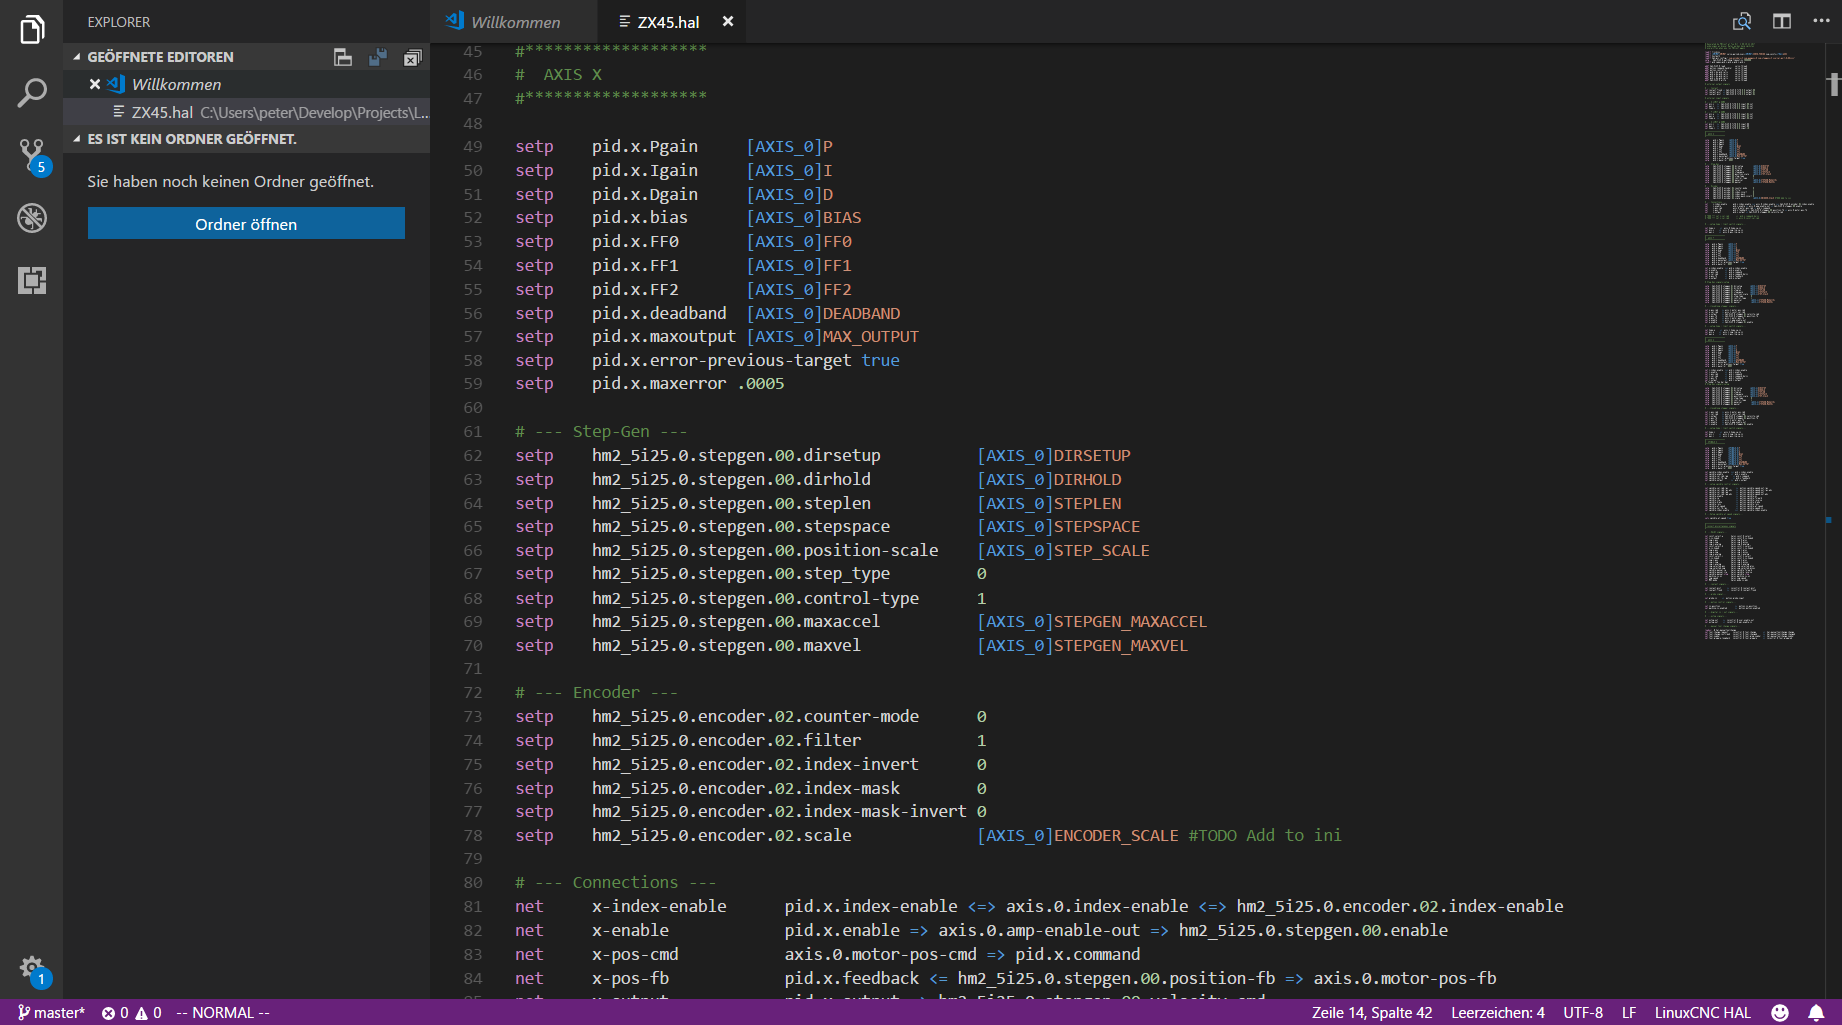 EXPLORER
GEÖFFNETE EDITOREN
Willkommen
ZX45.hal C:\Users\peter\Develop\Projects\L...
ES IST KEIN ORDNER GEÖFFNET.
Sie haben noch keinen Ordner geöffnet.
Ordner öffnen
5
1
Willkommen
ZX45.hal
45 #*******************
46 #  AXIS X
47 #*******************
48
49 setp    pid.x.Pgain     [AXIS_0]P
50 setp    pid.x.Igain     [AXIS_0]I
51 setp    pid.x.Dgain     [AXIS_0]D
52 setp    pid.x.bias      [AXIS_0]BIAS
53 setp    pid.x.FF0       [AXIS_0]FF0
54 setp    pid.x.FF1       [AXIS_0]FF1
55 setp    pid.x.FF2       [AXIS_0]FF2
56 setp    pid.x.deadband  [AXIS_0]DEADBAND
57 setp    pid.x.maxoutput [AXIS_0]MAX_OUTPUT
58 setp    pid.x.error-previous-target true
59 setp    pid.x.maxerror .0005
60
61 # --- Step-Gen ---
62 setp    hm2_5i25.0.stepgen.00.dirsetup          [AXIS_0]DIRSETUP
63 setp    hm2_5i25.0.stepgen.00.dirhold           [AXIS_0]DIRHOLD
64 setp    hm2_5i25.0.stepgen.00.steplen           [AXIS_0]STEPLEN
65 setp    hm2_5i25.0.stepgen.00.stepspace         [AXIS_0]STEPSPACE
66 setp    hm2_5i25.0.stepgen.00.position-scale    [AXIS_0]STEP_SCALE
67 setp    hm2_5i25.0.stepgen.00.step_type         0
68 setp    hm2_5i25.0.stepgen.00.control-type      1
69 setp    hm2_5i25.0.stepgen.00.maxaccel          [AXIS_0]STEPGEN_MAXACCEL
70 setp    hm2_5i25.0.stepgen.00.maxvel            [AXIS_0]STEPGEN_MAXVEL
71
72 # --- Encoder ---
73 setp    hm2_5i25.0.encoder.02.counter-mode      0
74 setp    hm2_5i25.0.encoder.02.filter            1
75 setp    hm2_5i25.0.encoder.02.index-invert      0
76 setp    hm2_5i25.0.encoder.02.index-mask        0
77 setp    hm2_5i25.0.encoder.02.index-mask-invert 0
78 setp    hm2_5i25.0.encoder.02.scale             [AXIS_0]ENCODER_SCALE #TODO Add to ini
79
80 # --- Connections ---
81 net     x-index-enable      pid.x.index-enable <=> axis.0.index-enable <=> hm2_5i25.0.encoder.02.index-enable
82 net     x-enable            pid.x.enable => axis.0.amp-enable-out => hm2_5i25.0.stepgen.00.enable
83 net     x-pos-cmd           axis.0.motor-pos-cmd => pid.x.command
84 net     x-pos-fb            pid.x.feedback <= hm2_5i25.0.stepgen.00.position-fb => axis.0.motor-pos-fb
master* 0 0 -- NORMAL -- Zeile 14, Spalte 42 Leerzeichen: 4 UTF-8 LF LinuxCNC HAL